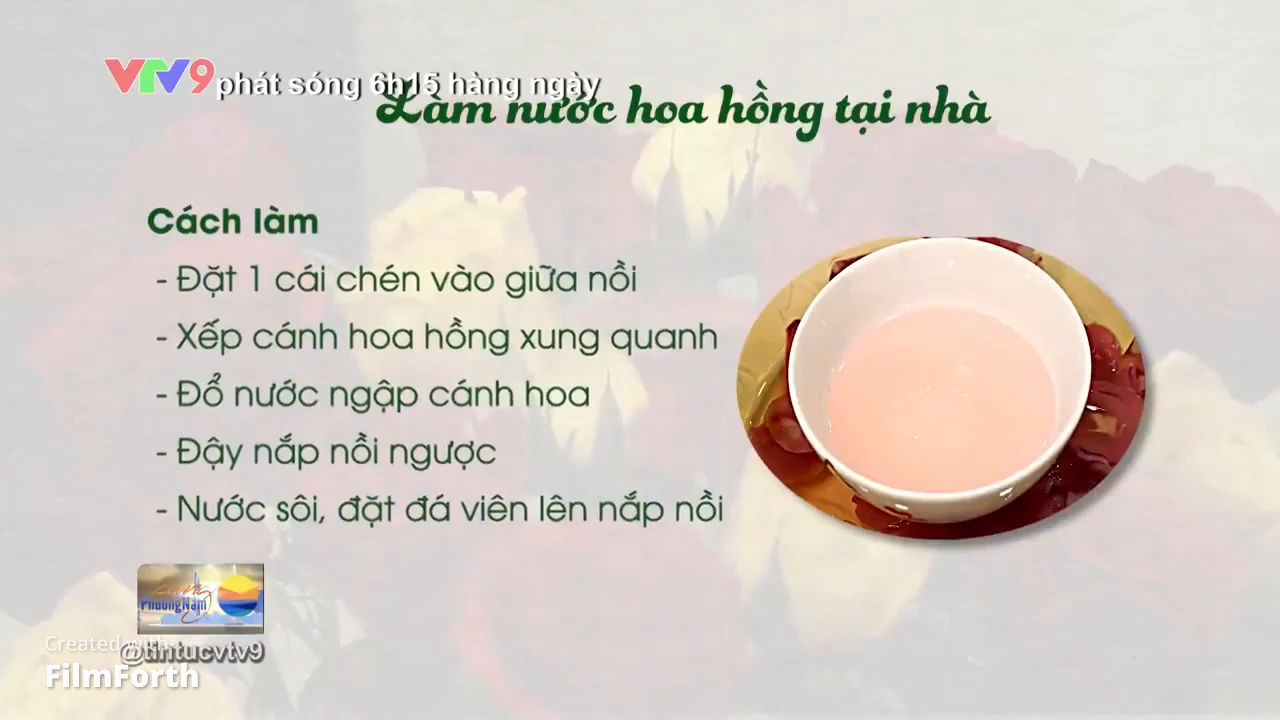 VTV9 phát sóng 6h15 hàng ngày
Làm nước hoa hồng tại nhà
Cách làm
- Đặt 1 cái chén vào giữa nồi
- Xếp cánh hoa hồng xung quanh
- Đổ nước ngập cánh hoa
- Đậy nắp nồi ngược
- Nước sôi, đặt đá viên lên nắp nồi
Phương Nam
Created with
@tintucvtv9
FilmForth